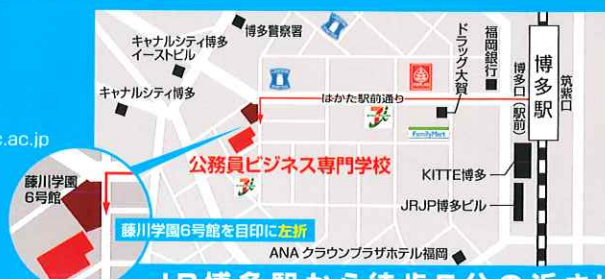 博多警察署
キャナルシティ博多
イーストビル
キャナルシティ博多
ドラッグ大賀
福岡銀行
博多口(駅前)
博多駅
筑紫口
はかた駅前通り
FamilyMart
c.ac.jp
公務員ビジネス専門学校
藤川学園
6号館
藤川学園6号館を目印に左折
KITTE博多
JRJP博多ビル
ANAクラウンプラザホテル福岡